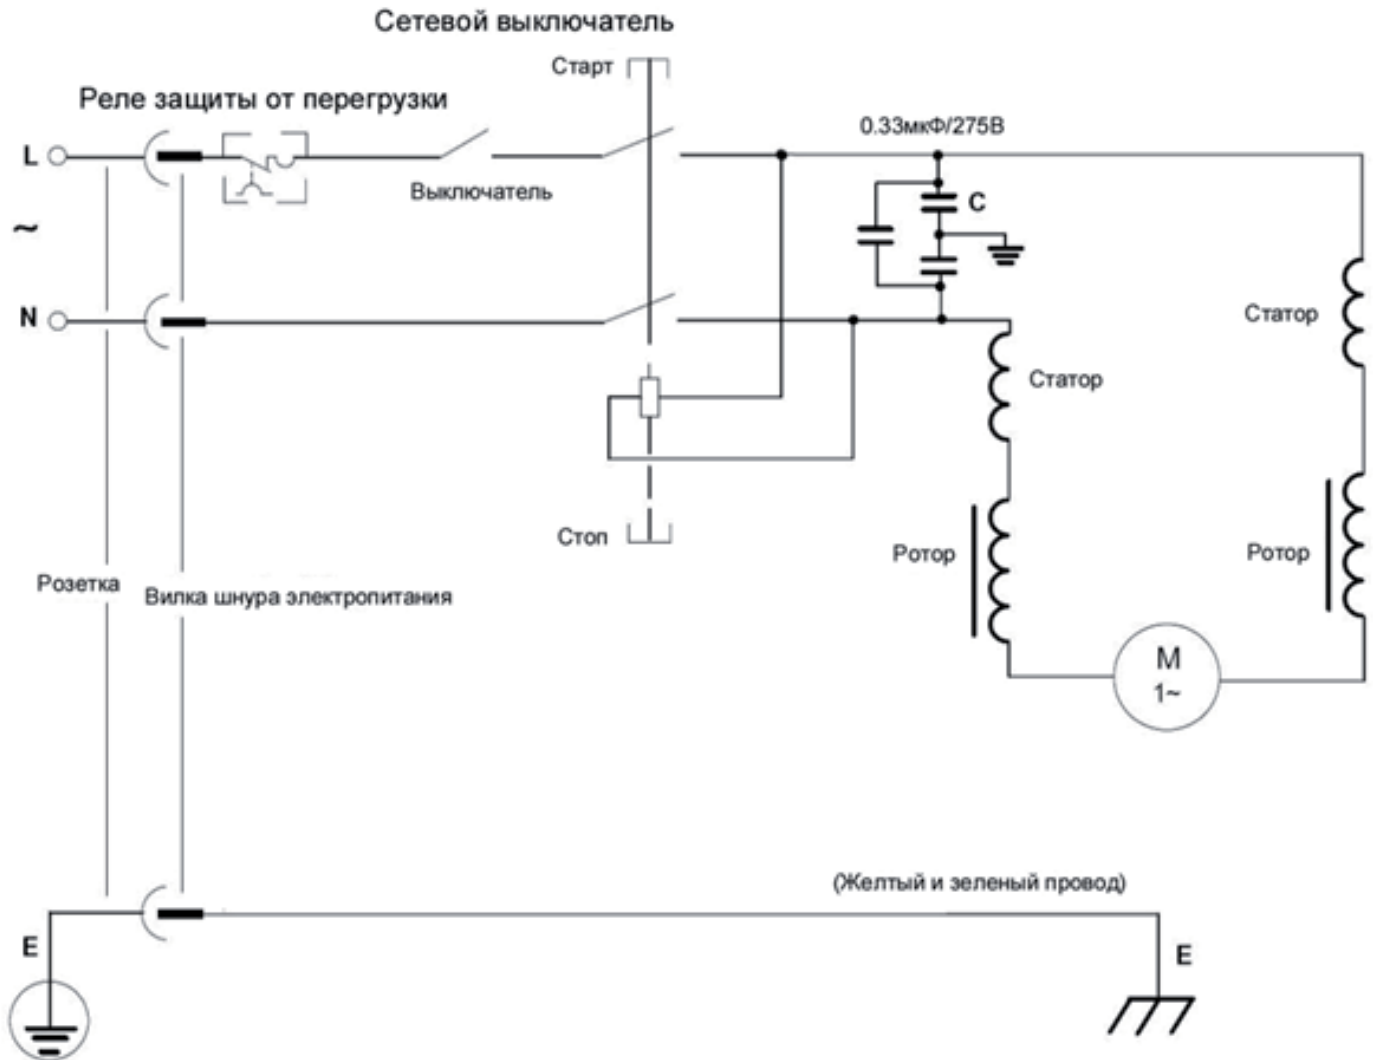 Сетевой выключатель
Старт
Реле защиты от перегрузки
0.33мкФ/275В
L
Выключатель
C
~
N
Статор
Статор
Стоп
Ротор
Ротор
Розетка
Вилка шнура электропитания
M
1~
(Желтый и зеленый провод)
E
E